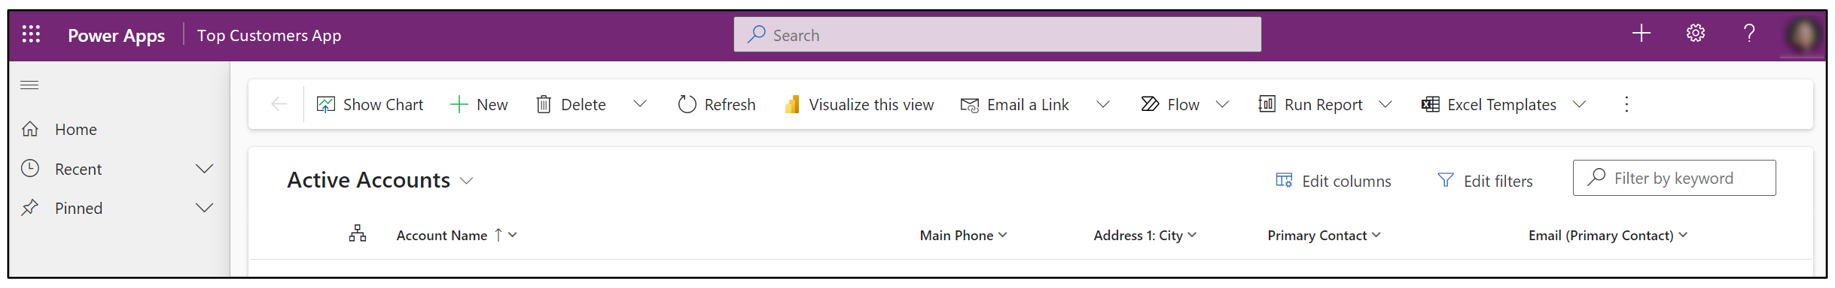 Power Apps Top Customers App Search ?
Show Chart New Delete Refresh Visualize this view Email a Link Flow Run Report Excel Templates
Home
Recent
Pinned
Active Accounts Edit columns Edit filters Filter by keyword
Account Name ↑ Main Phone Address 1: City Primary Contact Email (Primary Contact)